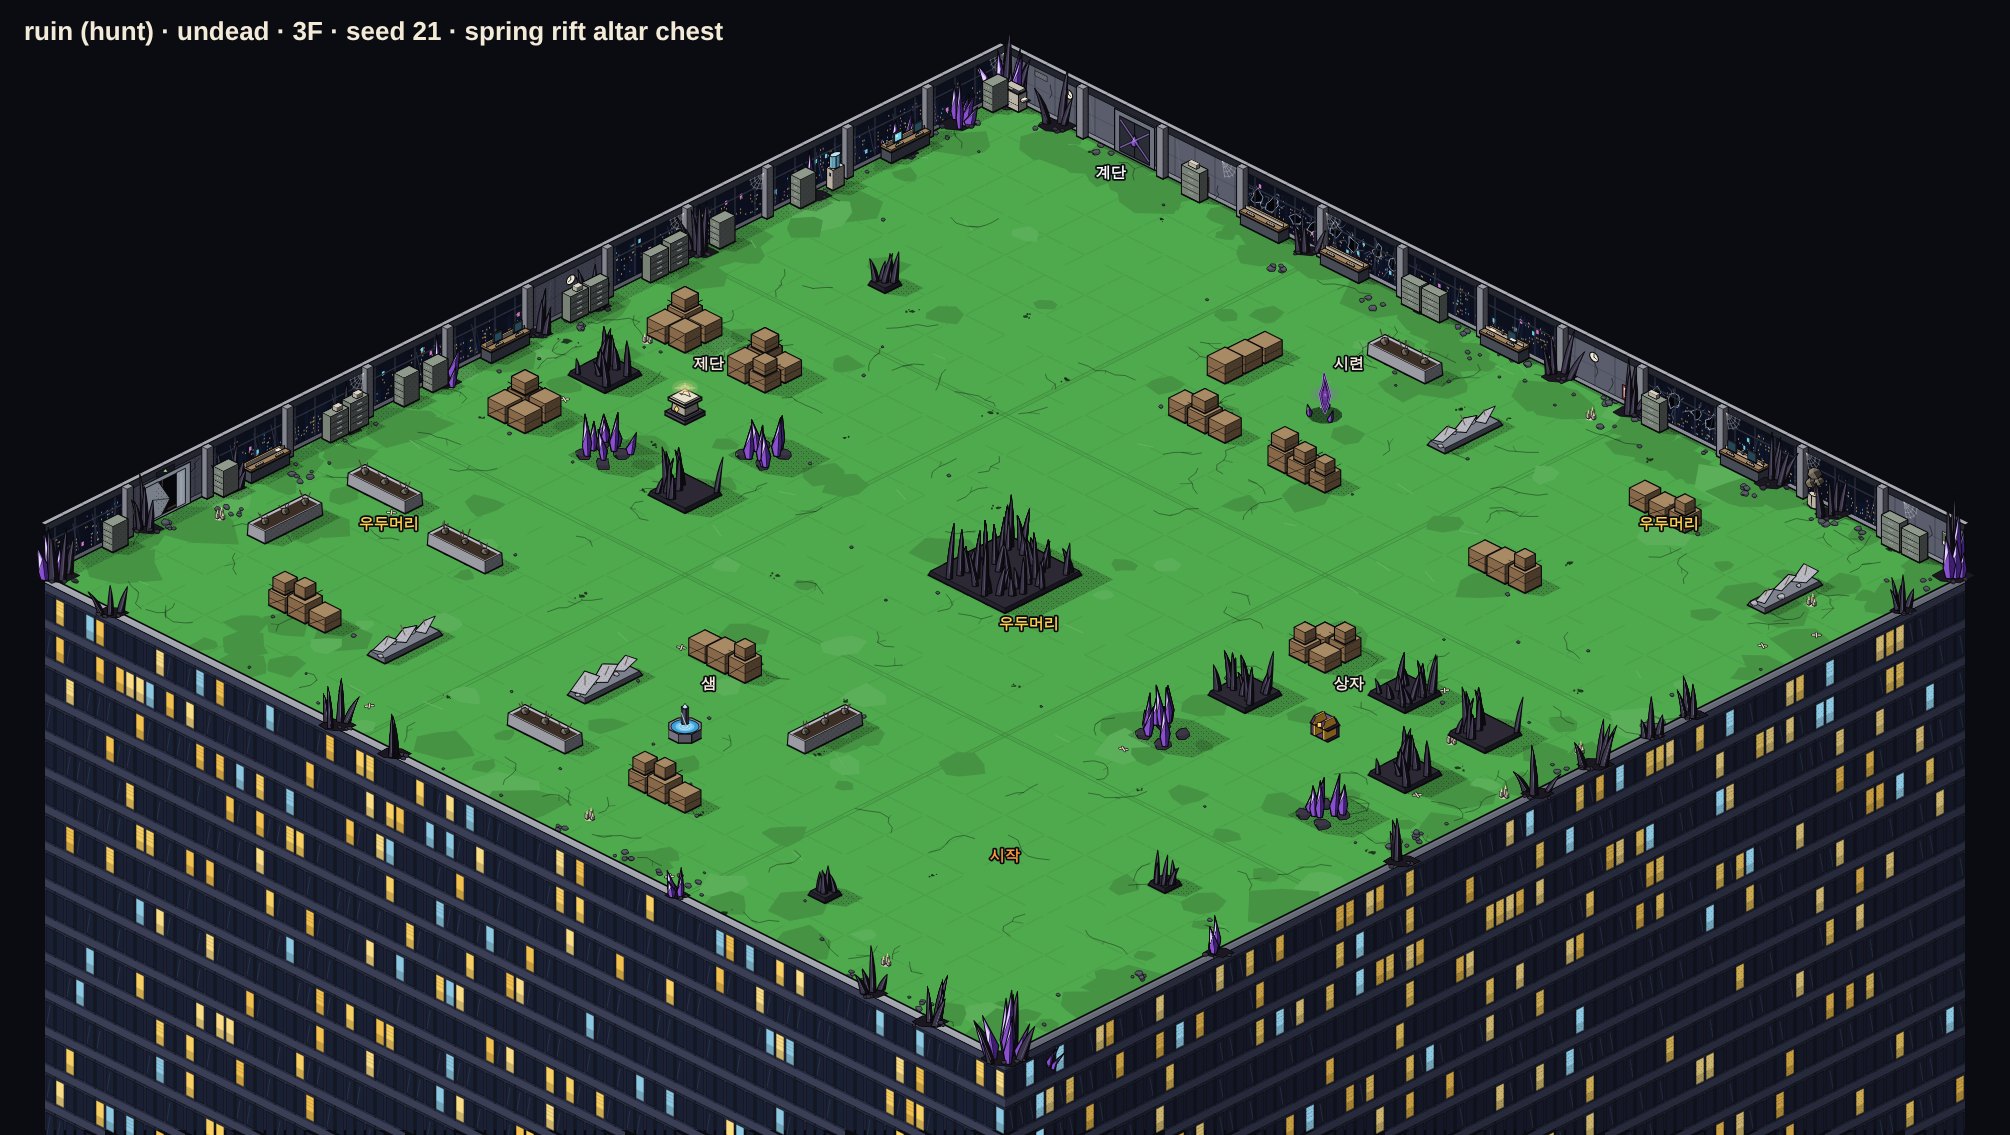 ruin (hunt) · undead · 3F · seed 21 · spring rift altar chest
계단
제단
시련
우두머리
우두머리
우두머리
샘
상자
시작